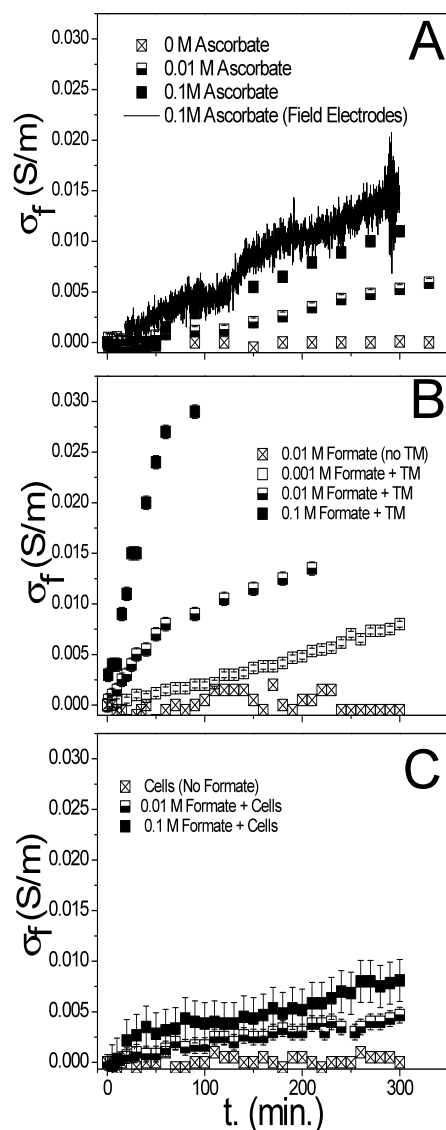 0.030
0.025
0.020
0.015
0.010
0.005
0.000
σf (S/m)
A
0 M Ascorbate
0.01 M Ascorbate
0.1M Ascorbate
0.1M Ascorbate (Field Electrodes)
0.030
0.025
0.020
0.015
0.010
0.005
0.000
σf (S/m)
B
0.01 M Formate (no TM)
0.001 M Formate + TM
0.01 M Formate + TM
0.1 M Formate + TM
0.030
0.025
0.020
0.015
0.010
0.005
0.000
σf (S/m)
C
Cells (No Formate)
0.01 M Formate + Cells
0.1 M Formate + Cells
0 100 200 300
t. (min.)